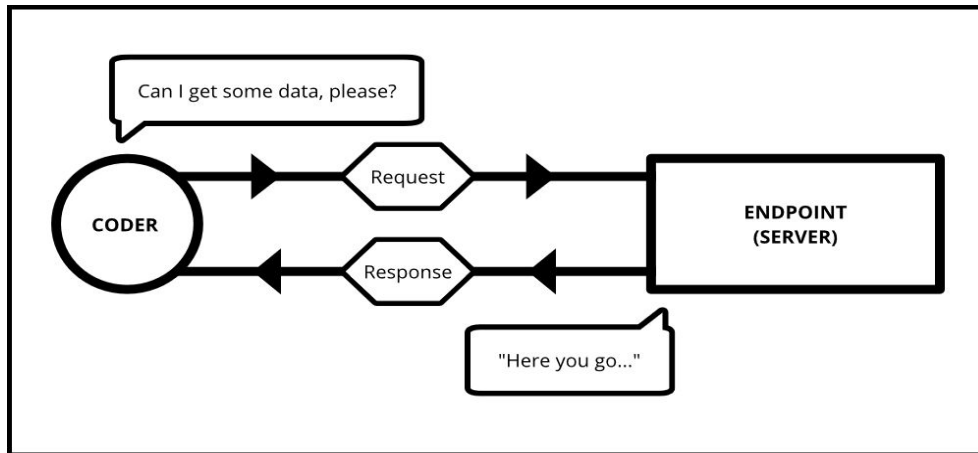 Can I get some data, please?
Request
CODER
ENDPOINT
(SERVER)
Response
"Here you go..."